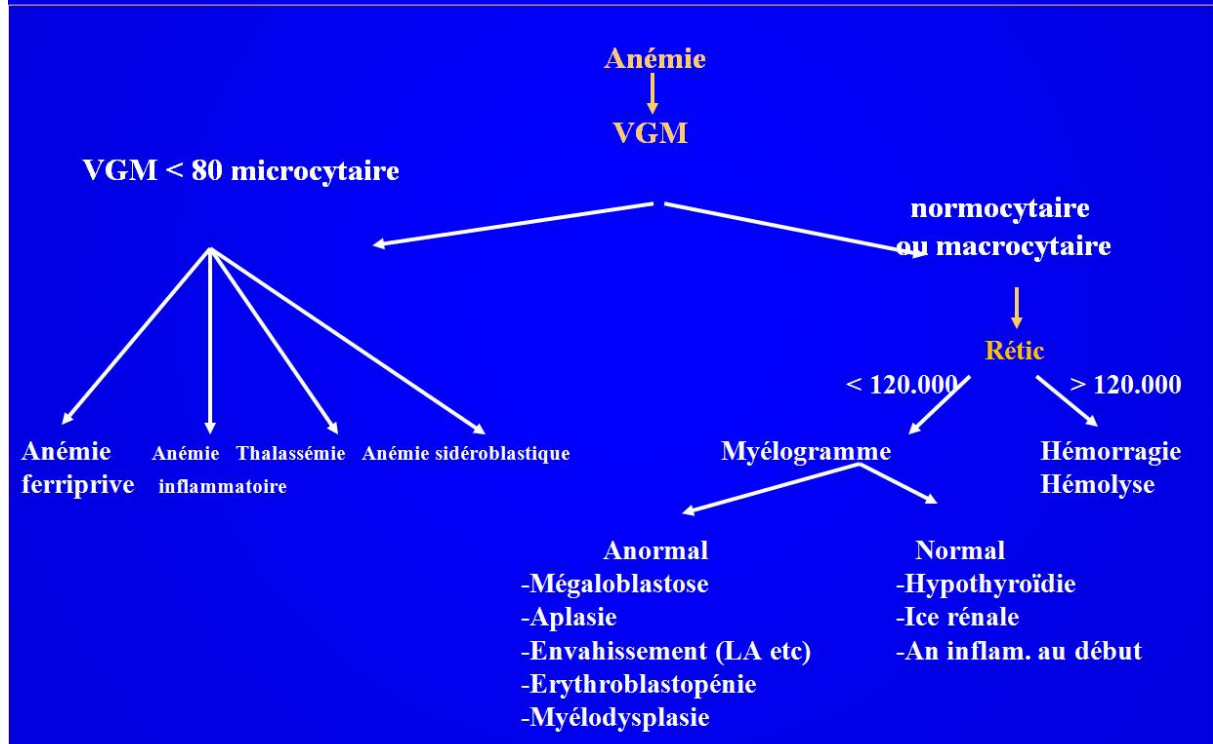 Anémie
VGM
VGM < 80 microcytaire
normocytaire
ou macrocytaire
Rétic
< 120.000
> 120.000
Anémie
ferriprive
Anémie
inflammatoire
Thalassémie
Anémie sidéroblastique
Myélogramme
Hémorragie
Hémolyse
Anormal
-Mégaloblastose
-Aplasie
-Envahissement (LA etc)
-Erythroblastopénie
-Myélodysplasie
Normal
-Hypothyroïdie
-Ice rénale
-An inflam. au début